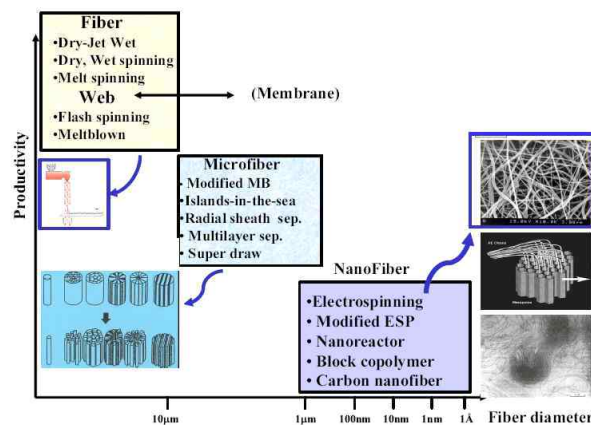 Fiber
•Dry-Jet Wet
•Dry, Wet spinning
•Melt spinning
Web
•Flash spinning
•Meltblown
(Membrane)
Productivity
Microfiber
• Modified MB
•Islands-in-the-sea
•Radial sheath sep.
• Multilayer sep.
• Super draw
NanoFiber
•Electrospinning
• Modified ESP
• Nanoreactor
• Block copolymer
• Carbon nanofiber
10μm
1μm
100nm
10nm
1nm
1Å
Fiber diameter